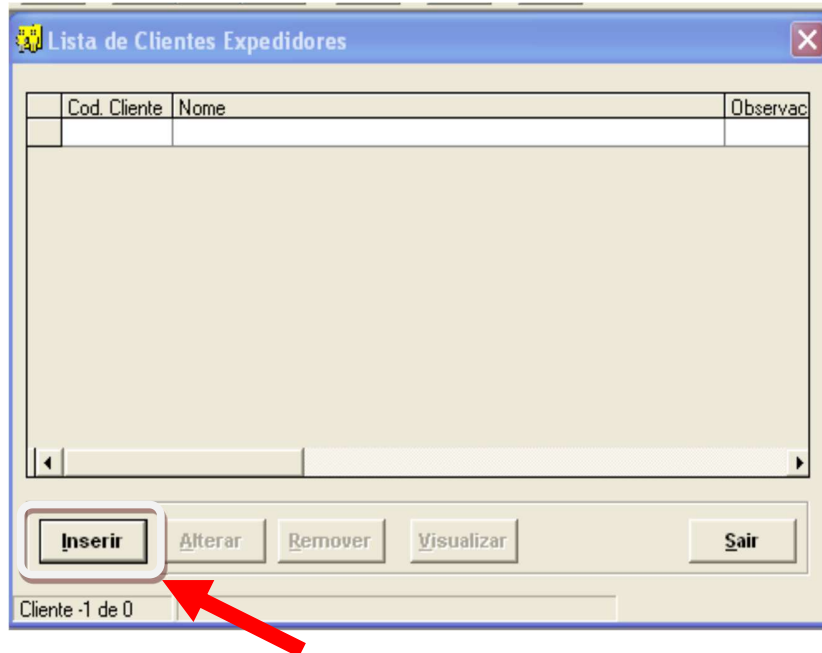 Lista de Clientes Expedidores
Cod. Cliente Nome Observac
Inserir Alterar Remover Visualizar Sair
Cliente -1 de 0